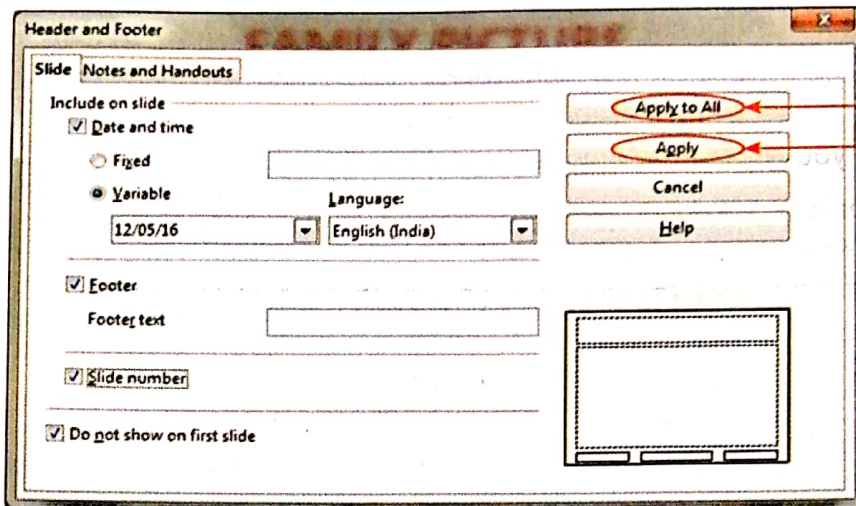 FAMILY PICTURE
Header and Footer
Slide Notes and Handouts
Include on slide
Date and time
Fixed
Variable
Language:
12/05/16 English (India)
Footer
Footer text
Slide number
Do not show on first slide
Apply to All
Apply
Cancel
Help